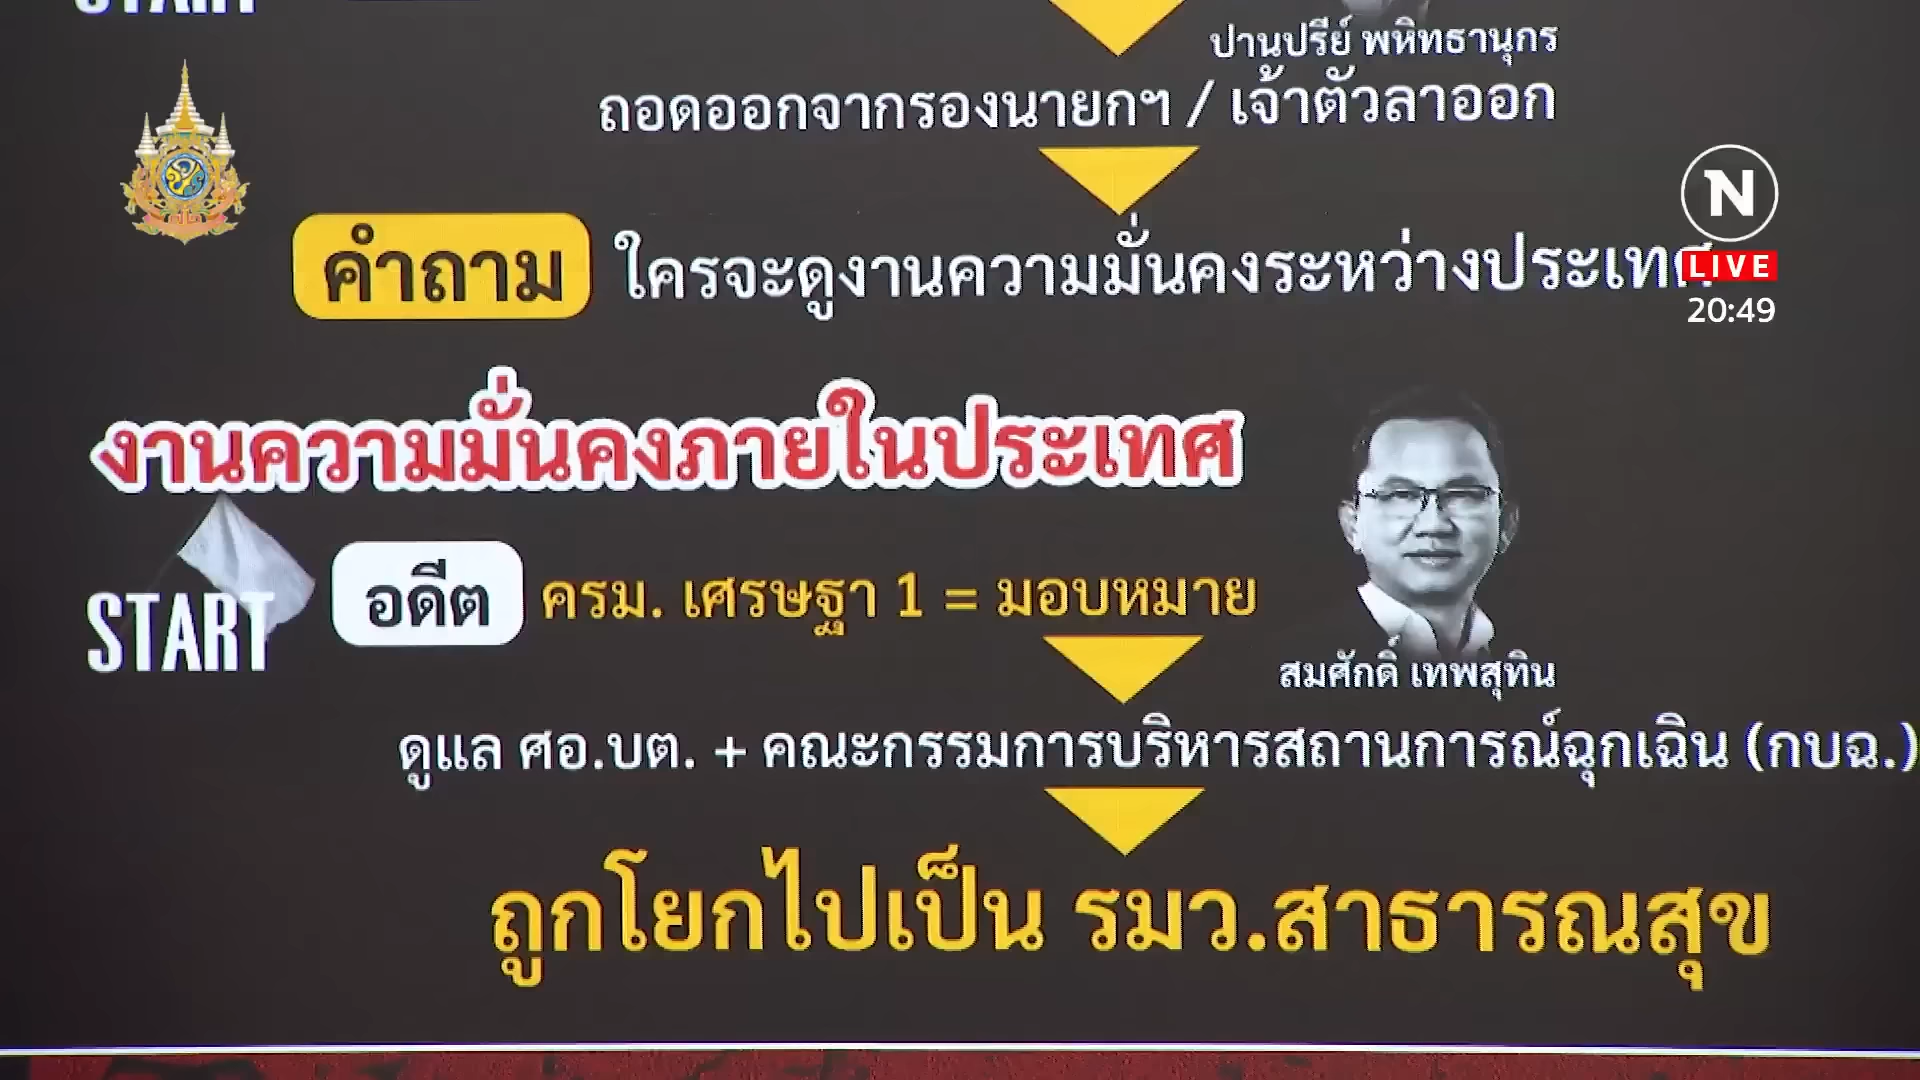 START
ปานปรีย์ พหิทธานุกร
ถอดออกจากรองนายกฯ / เจ้าตัวลาออก
N
LIVE
20:49
คำถาม ใครจะดูงานความมั่นคงระหว่างประเทศ
งานความมั่นคงภายในประเทศ
START อดีต ครม. เศรษฐา 1 = มอบหมาย
สมศักดิ์ เทพสุทิน
ดูแล ศอ.บต. + คณะกรรมการบริหารสถานการณ์ฉุกเฉิน (กบฉ.)
ถูกโยกไปเป็น รมว.สาธารณสุข